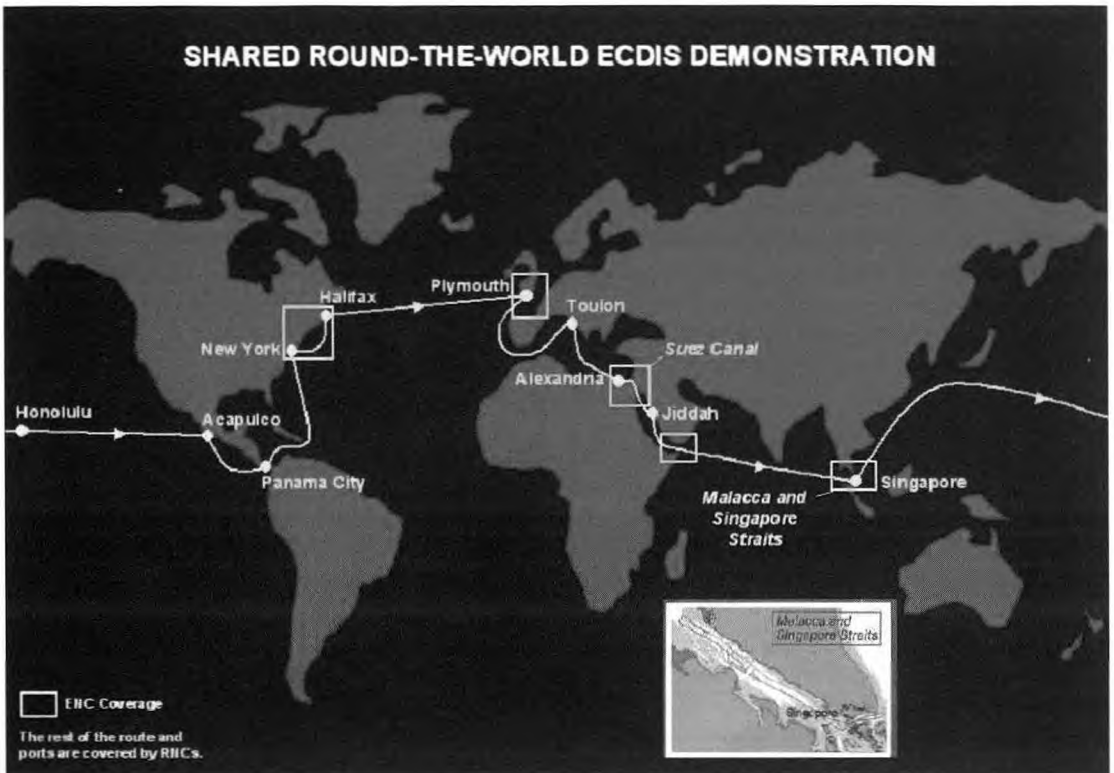 SHARED ROUND-THE-WORLD ECDIS DEMONSTRATION
Halifax
Plymouth
Toulon
New York
Suez Canal
Alexandria
Honolulu
Acapulco
Jiddah
Panama City
Singapore
Malacca and
Singapore
Straits
Malacca and
Singapore Straits
Singapore
ENC Coverage
The rest of the route and
ports are covered by RNCs.